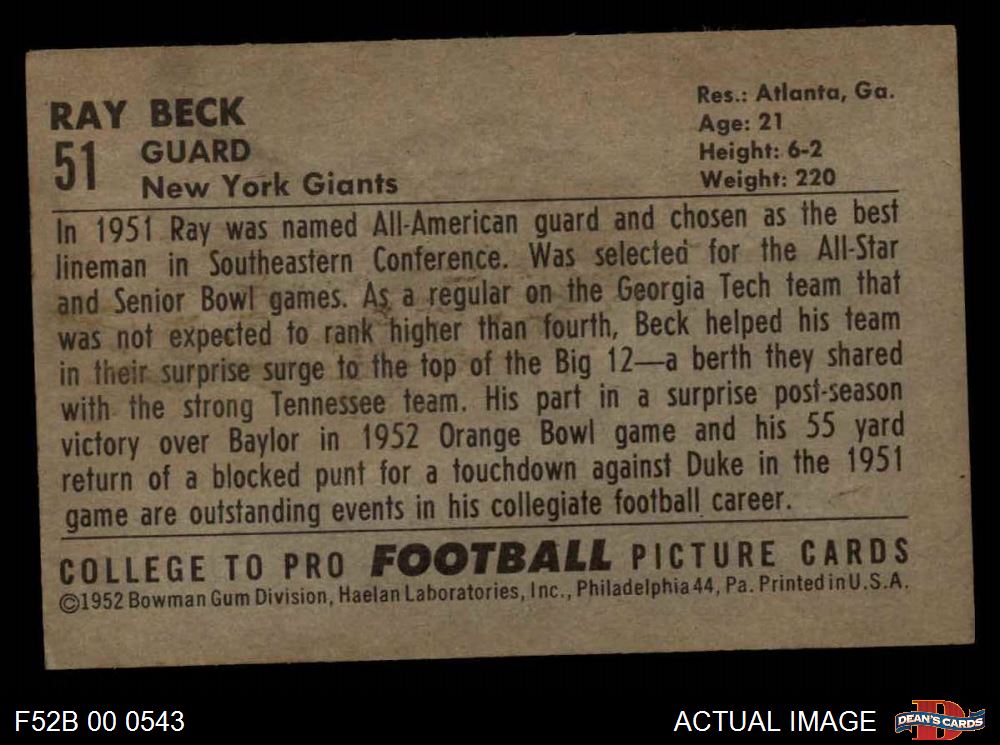 RAY BECK
51 GUARD
New York Giants
Res.: Atlanta, Ga.
Age: 21
Height: 6-2
Weight: 220
In 1951 Ray was named All-American guard and chosen as the best
lineman in Southeastern Conference. Was selected for the All-Star
and Senior Bowl games. As a regular on the Georgia Tech team that
was not expected to rank higher than fourth, Beck helped his team
in their surprise surge to the top of the Big 12—a berth they shared
with the strong Tennessee team. His part in a surprise post-season
victory over Baylor in 1952 Orange Bowl game and his 55 yard
return of a blocked punt for a touchdown against Duke in the 1951
game are outstanding events in his collegiate football career.
COLLEGE TO PRO FOOTBALL PICTURE CARDS
©1952 Bowman Gum Division, Haelan Laboratories, Inc., Philadelphia 44, Pa. Printed in U.S.A.
F52B 00 0543
ACTUAL IMAGE
D
DEAN'S CARDS